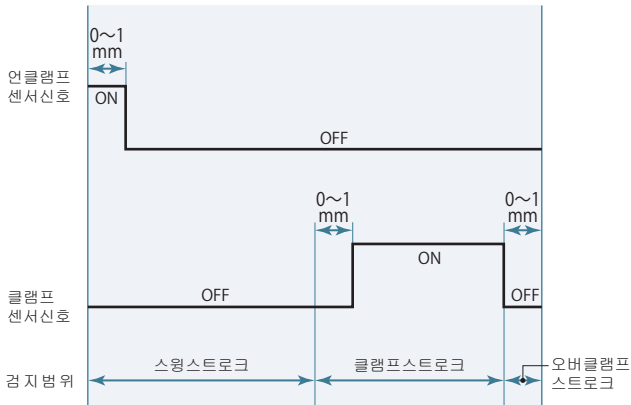 0〜1
mm
언클램프
센서신호
ON
OFF
0〜1
mm
0〜1
mm
ON
클램프
센서신호
OFF
OFF
검지범위
스윙스트로크
클램프스트로크
오버클램프
스트로크